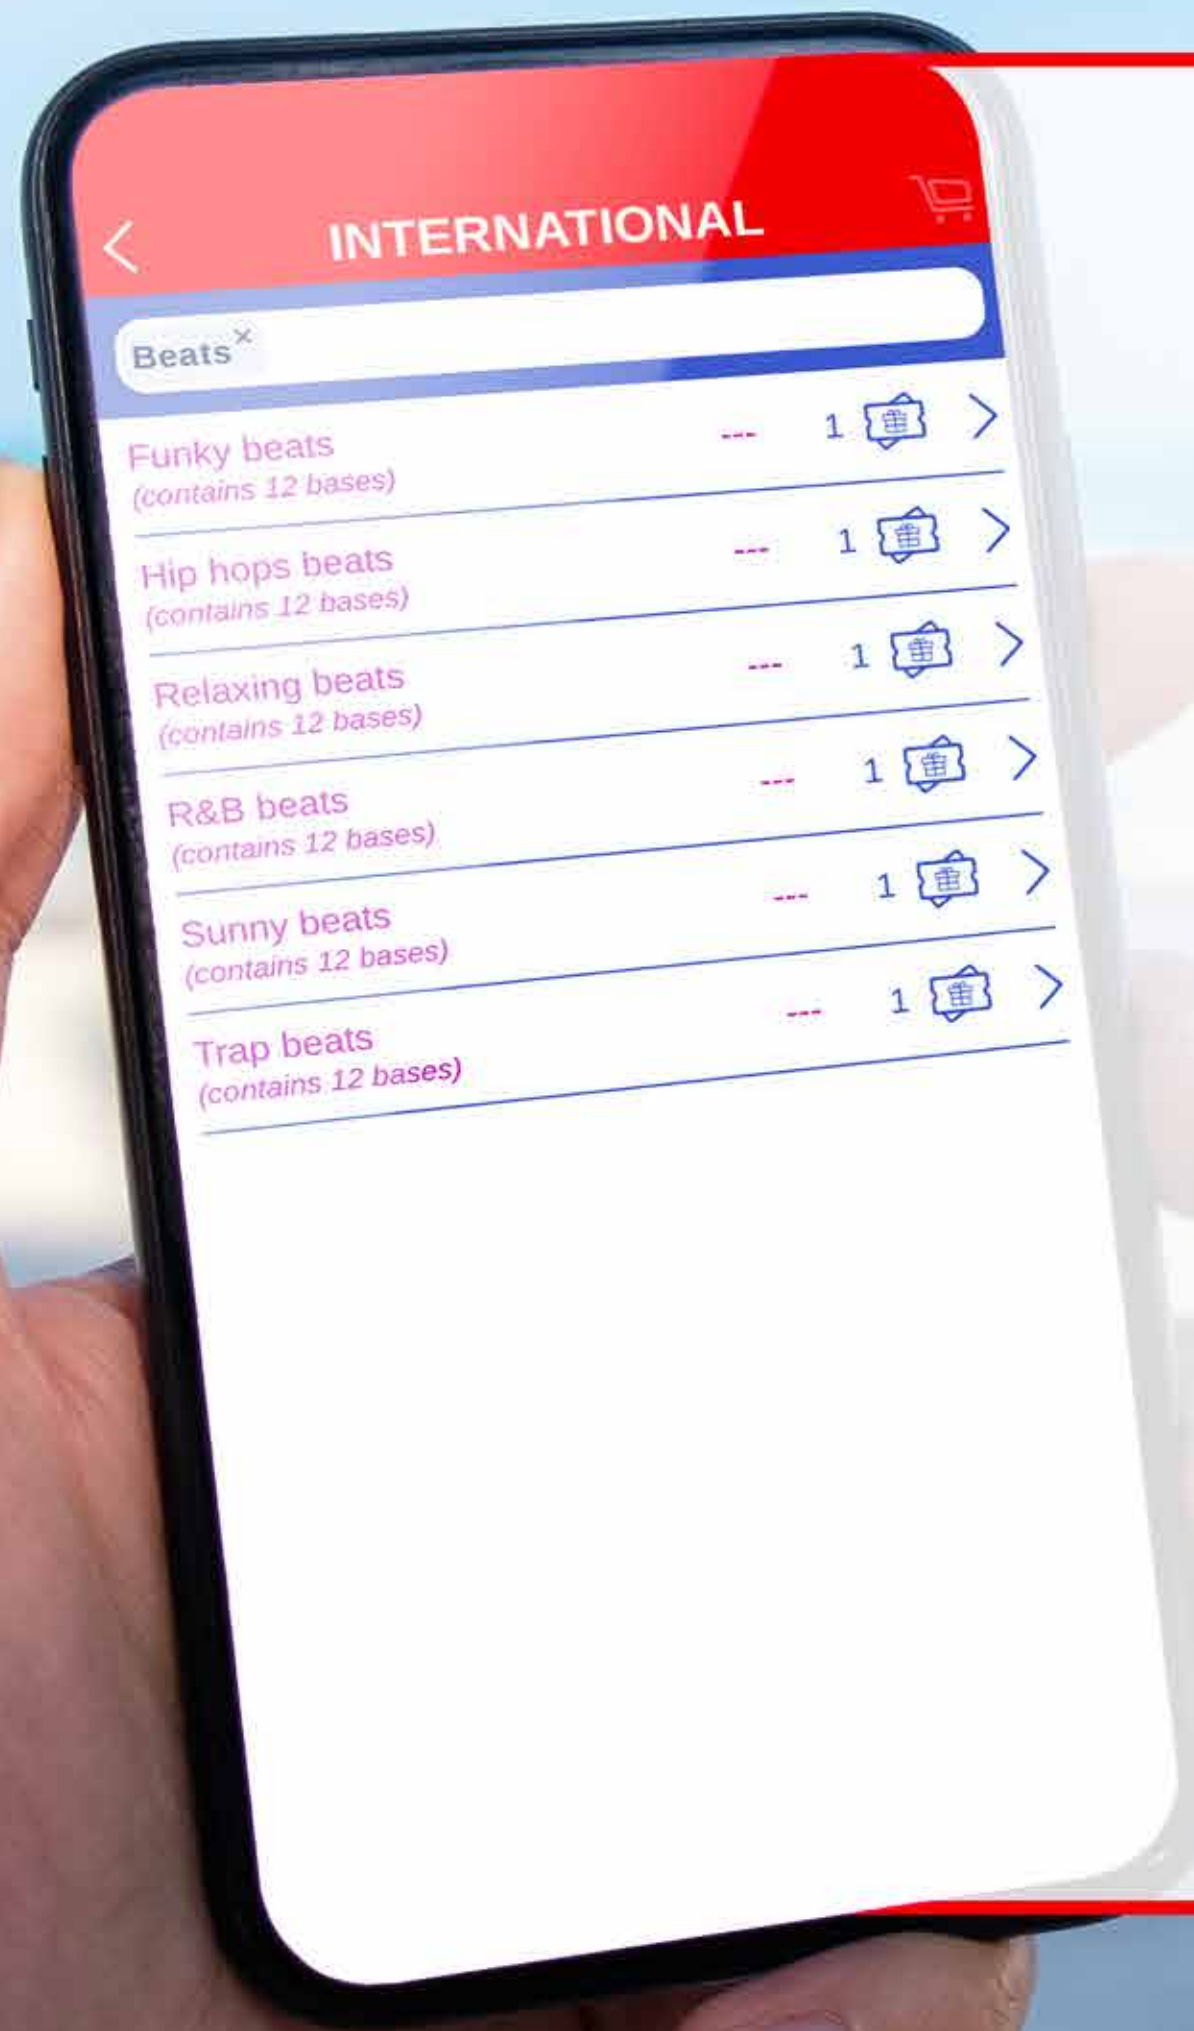 INTERNATIONAL
Beats ×
Funky beats --- 1
(contains 12 bases)
Hip hops beats --- 1
(contains 12 bases)
Relaxing beats --- 1
(contains 12 bases)
R&B beats --- 1
(contains 12 bases)
Sunny beats --- 1
(contains 12 bases)
Trap beats --- 1
(contains 12 bases)